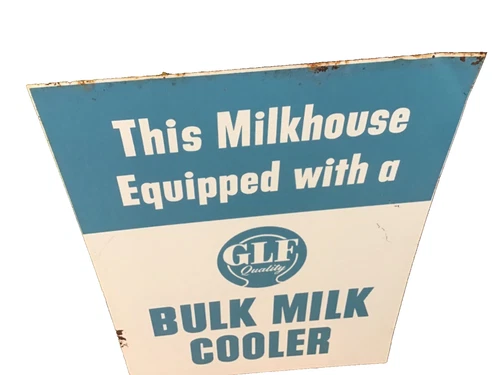 This Milkhouse
Equipped with a
GLF
Quality
BULK MILK
COOLER